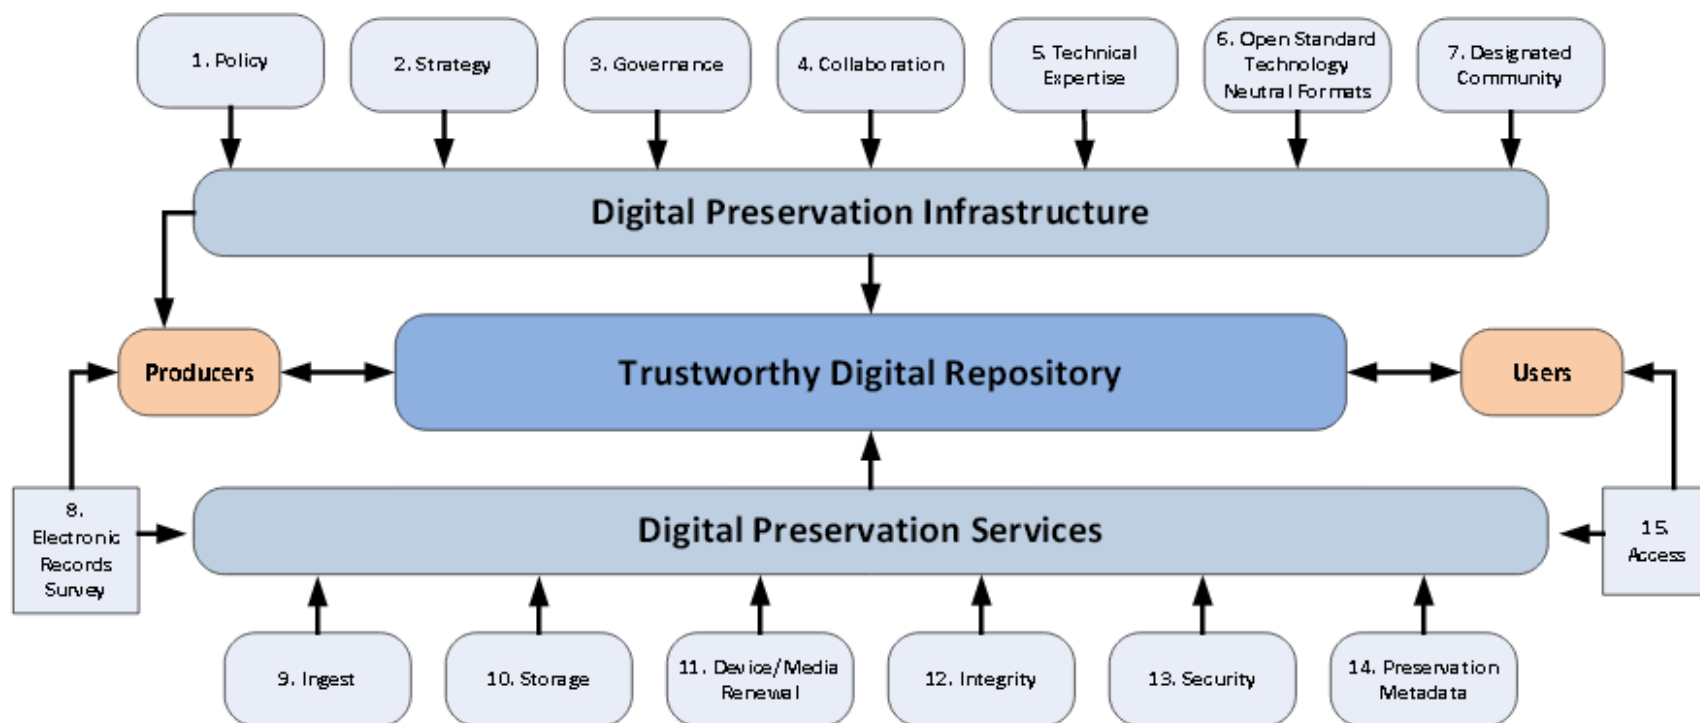 1. Policy
2. Strategy
3. Governance
4. Collaboration
5. Technical
Expertise
6. Open Standard
Technology
Neutral Formats
7. Designated
Community
Digital Preservation Infrastructure
Producers
Trustworthy Digital Repository
Users
8.
Electronic
Records
Survey
Digital Preservation Services
15.
Access
9. Ingest
10. Storage
11. Device/Media
Renewal
12. Integrity
13. Security
14. Preservation
Metadata